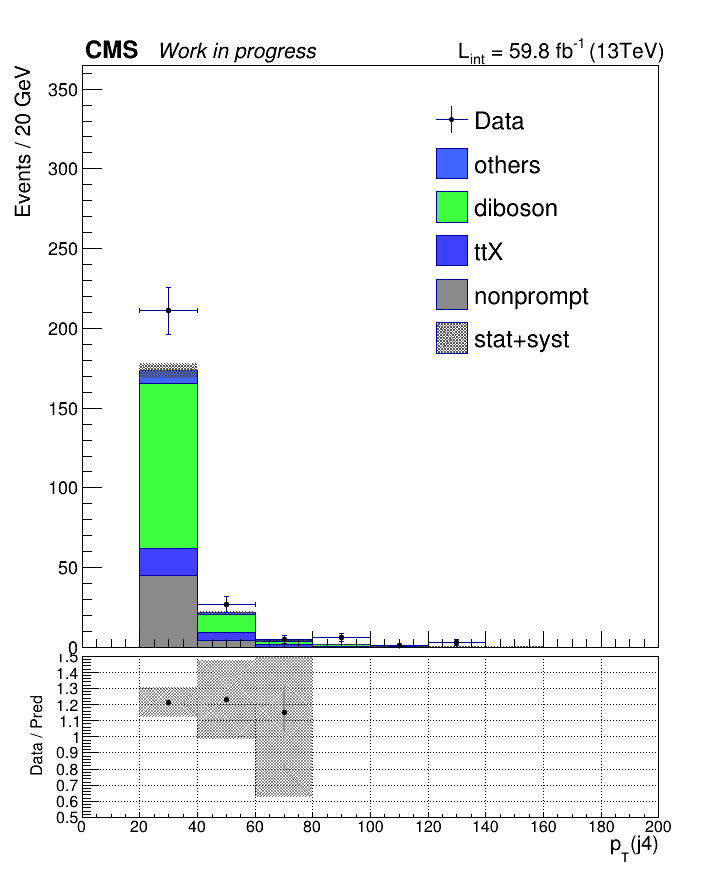 CMS Work in progress L_int = 59.8 fb^-1 (13TeV)
Events / 20 GeV
350
300
250
200
150
100
50
0
Data
others
diboson
ttX
nonprompt
stat+syst
Data / Pred
1.5
1.4
1.3
1.2
1.1
1
0.9
0.8
0.7
0.6
0.5
0 20 40 60 80 100 120 140 160 180 200
p_T(j4)